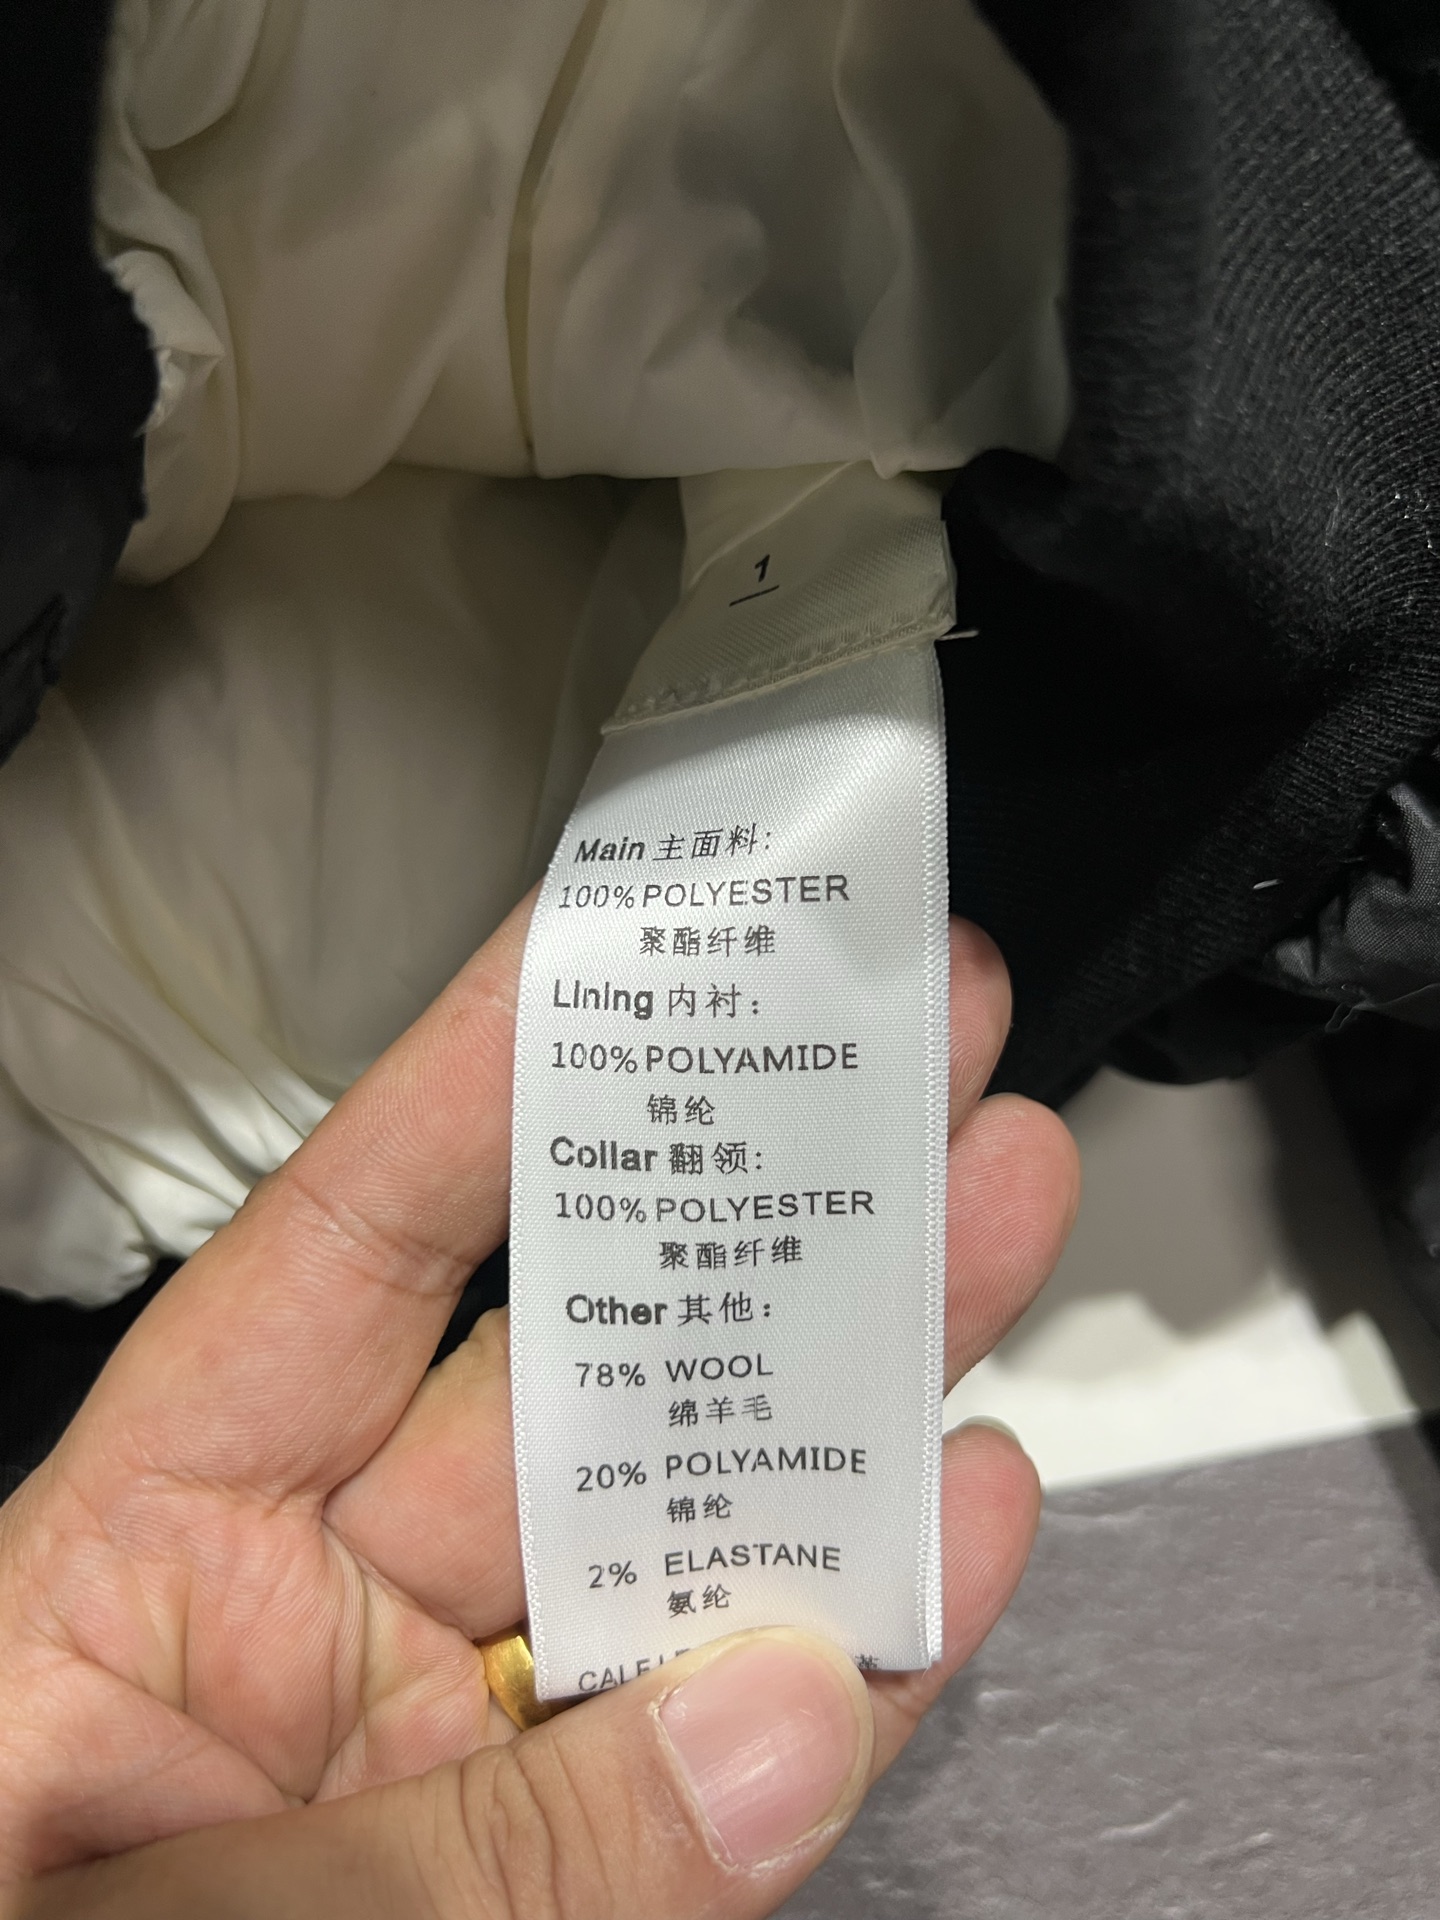 1
Main 主面料:
100% POLYESTER
聚酯纤维
Lining 内衬：
100% POLYAMIDE
锦纶
Collar 翻领:
100% POLYESTER
聚酯纤维
Other 其他：
78% WOOL
绵羊毛
20% POLYAMIDE
锦纶
2% ELASTANE
氨纶